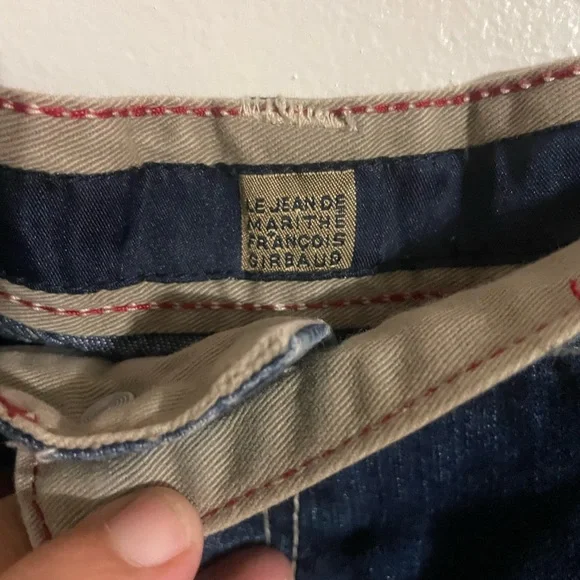 LE JEAN DE
MARITHÉ
FRANÇOIS
GIRBAUD